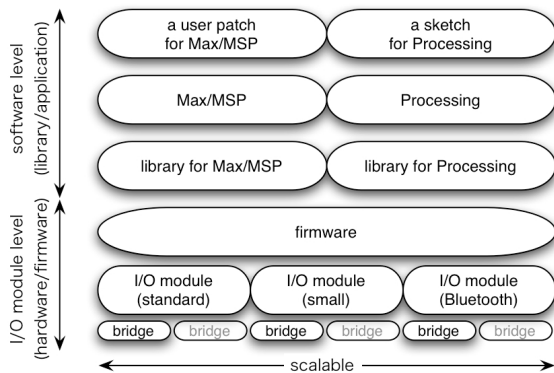 software level
(library/application)
a user patch
for Max/MSP
a sketch
for Processing
Max/MSP
Processing
library for Max/MSP
library for Processing
I/O module level
(hardware/firmware)
firmware
I/O module
(standard)
I/O module
(small)
I/O module
(Bluetooth)
bridge
bridge
bridge
bridge
bridge
bridge
scalable